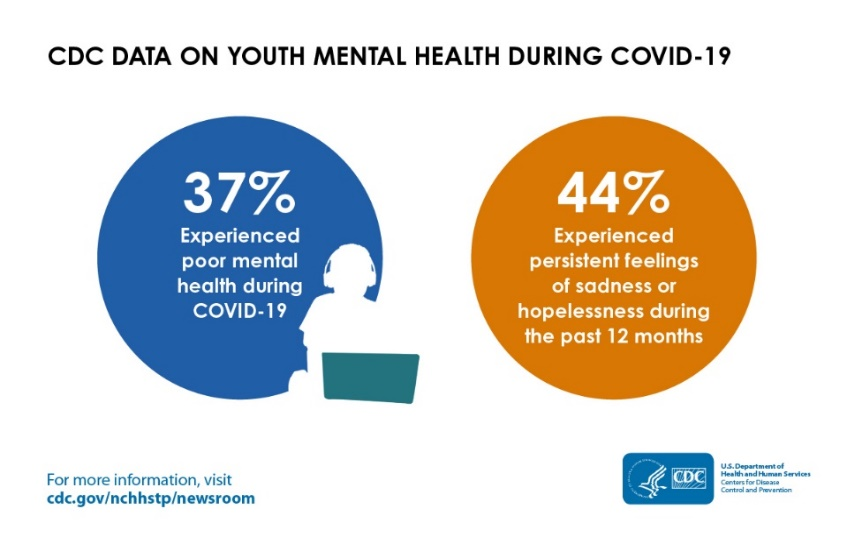 CDC DATA ON YOUTH MENTAL HEALTH DURING COVID-19
37%
Experienced
poor mental
health during
COVID-19
44%
Experienced
persistent feelings
of sadness or
hopelessness during
the past 12 months
For more information, visit
cdc.gov/nchhstp/newsroom
CDC
U.S. Department of
Health and Human Services
Centers for Disease
Control and Prevention